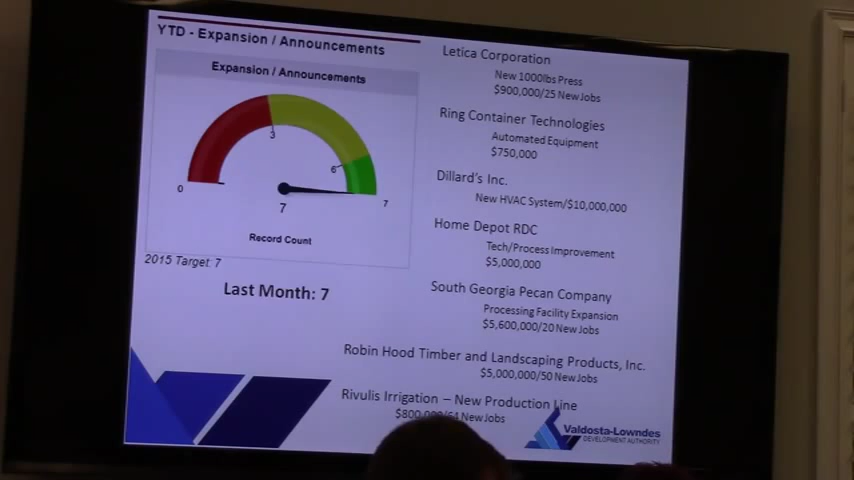 YTD - Expansion / Announcements
Expansion / Announcements
0
3
6
7
7
Record Count
2015 Target: 7
Last Month: 7
Letica Corporation
New 1000lbs Press
$900,000/25 New Jobs
Ring Container Technologies
Automated Equipment
$750,000
Dillard's Inc.
New HVAC System/$10,000,000
Home Depot RDC
Tech/Process Improvement
$5,000,000
South Georgia Pecan Company
Processing Facility Expansion
$5,600,000/20 New Jobs
Robin Hood Timber and Landscaping Products, Inc.
$5,000,000/50 New Jobs
Rivulis Irrigation – New Production Line
New Jobs
Valdosta-Lowndes
DEVELOPMENT AUTHORITY